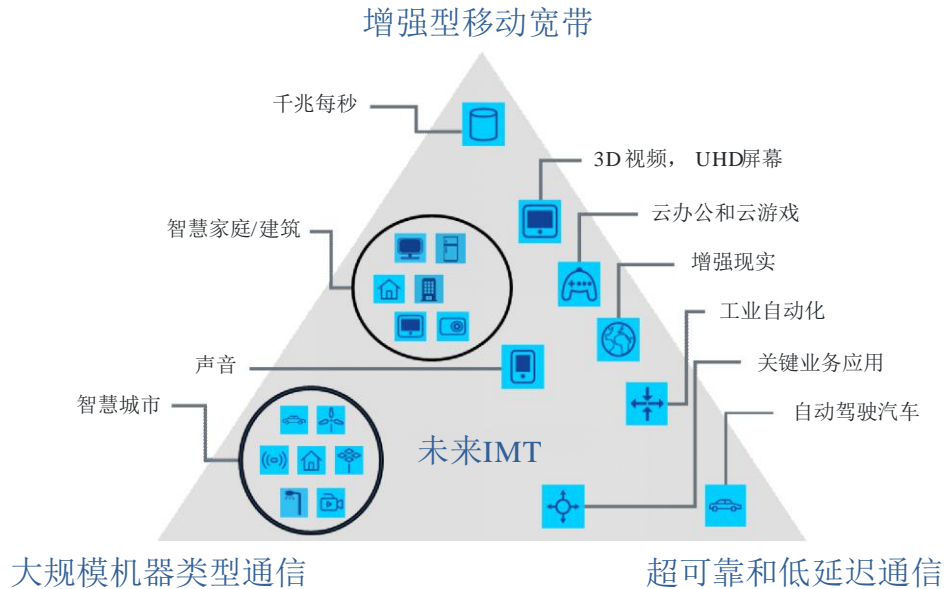 增强型移动宽带
千兆每秒
3D 视频， UHD屏幕
云办公和云游戏
智慧家庭/建筑
增强现实
工业自动化
声音
关键业务应用
智慧城市
自动驾驶汽车
未来IMT
大规模机器类型通信
超可靠和低延迟通信